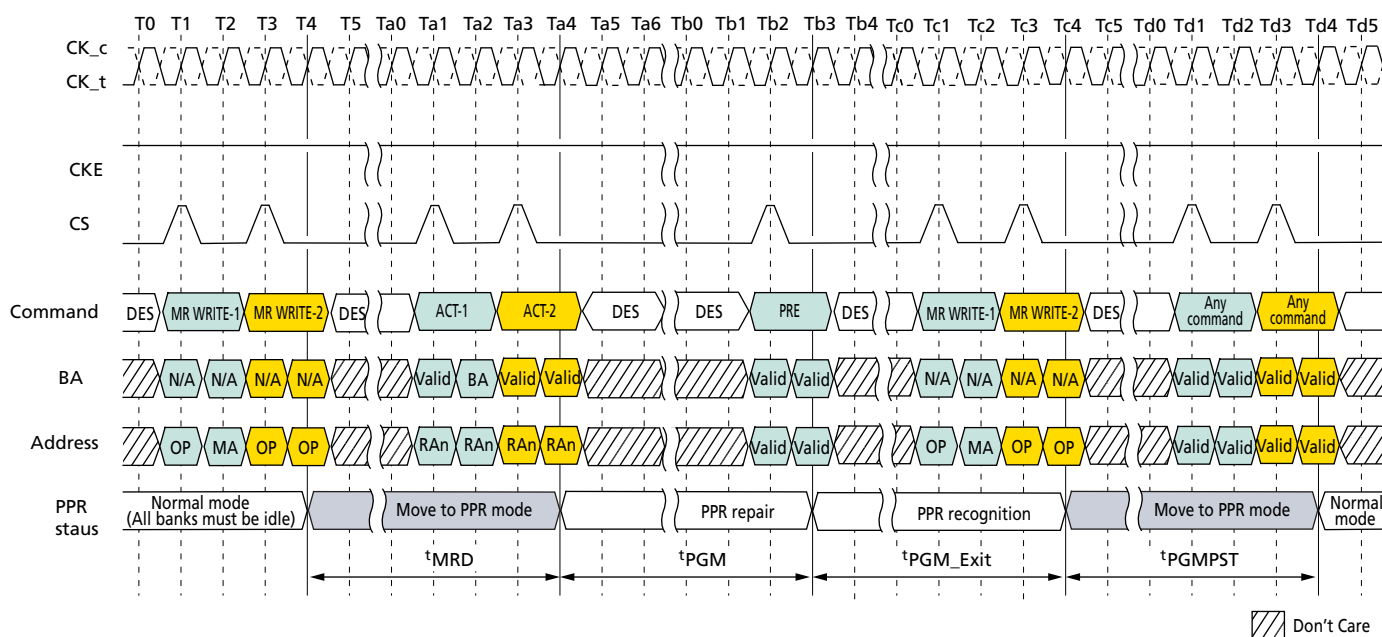 T0 T1 T2 T3 T4 T5 Ta0 Ta1 Ta2 Ta3 Ta4 Ta5 Ta6 Tb0 Tb1 Tb2 Tb3 Tb4 Tc0 Tc1 Tc2 Tc3 Tc4 Tc5 Td0 Td1 Td2 Td3 Td4 Td5
CK_c
CK_t
CKE
CS
Command DES MR WRITE-1 MR WRITE-2 DES ACT-1 ACT-2 DES DES PRE DES MR WRITE-1 MR WRITE-2 DES Any command Any command
BA N/A N/A N/A N/A Valid BA Valid Valid Valid Valid N/A N/A N/A N/A Valid Valid Valid Valid
Address OP MA OP OP RAn RAn RAn RAn Valid Valid OP MA OP OP Valid Valid Valid Valid
PPR staus Normal mode (All banks must be idle) Move to PPR mode PPR repair PPR recognition Move to PPR mode Normal mode
tMRD tPGM tPGM_Exit tPGMPST
Don't Care